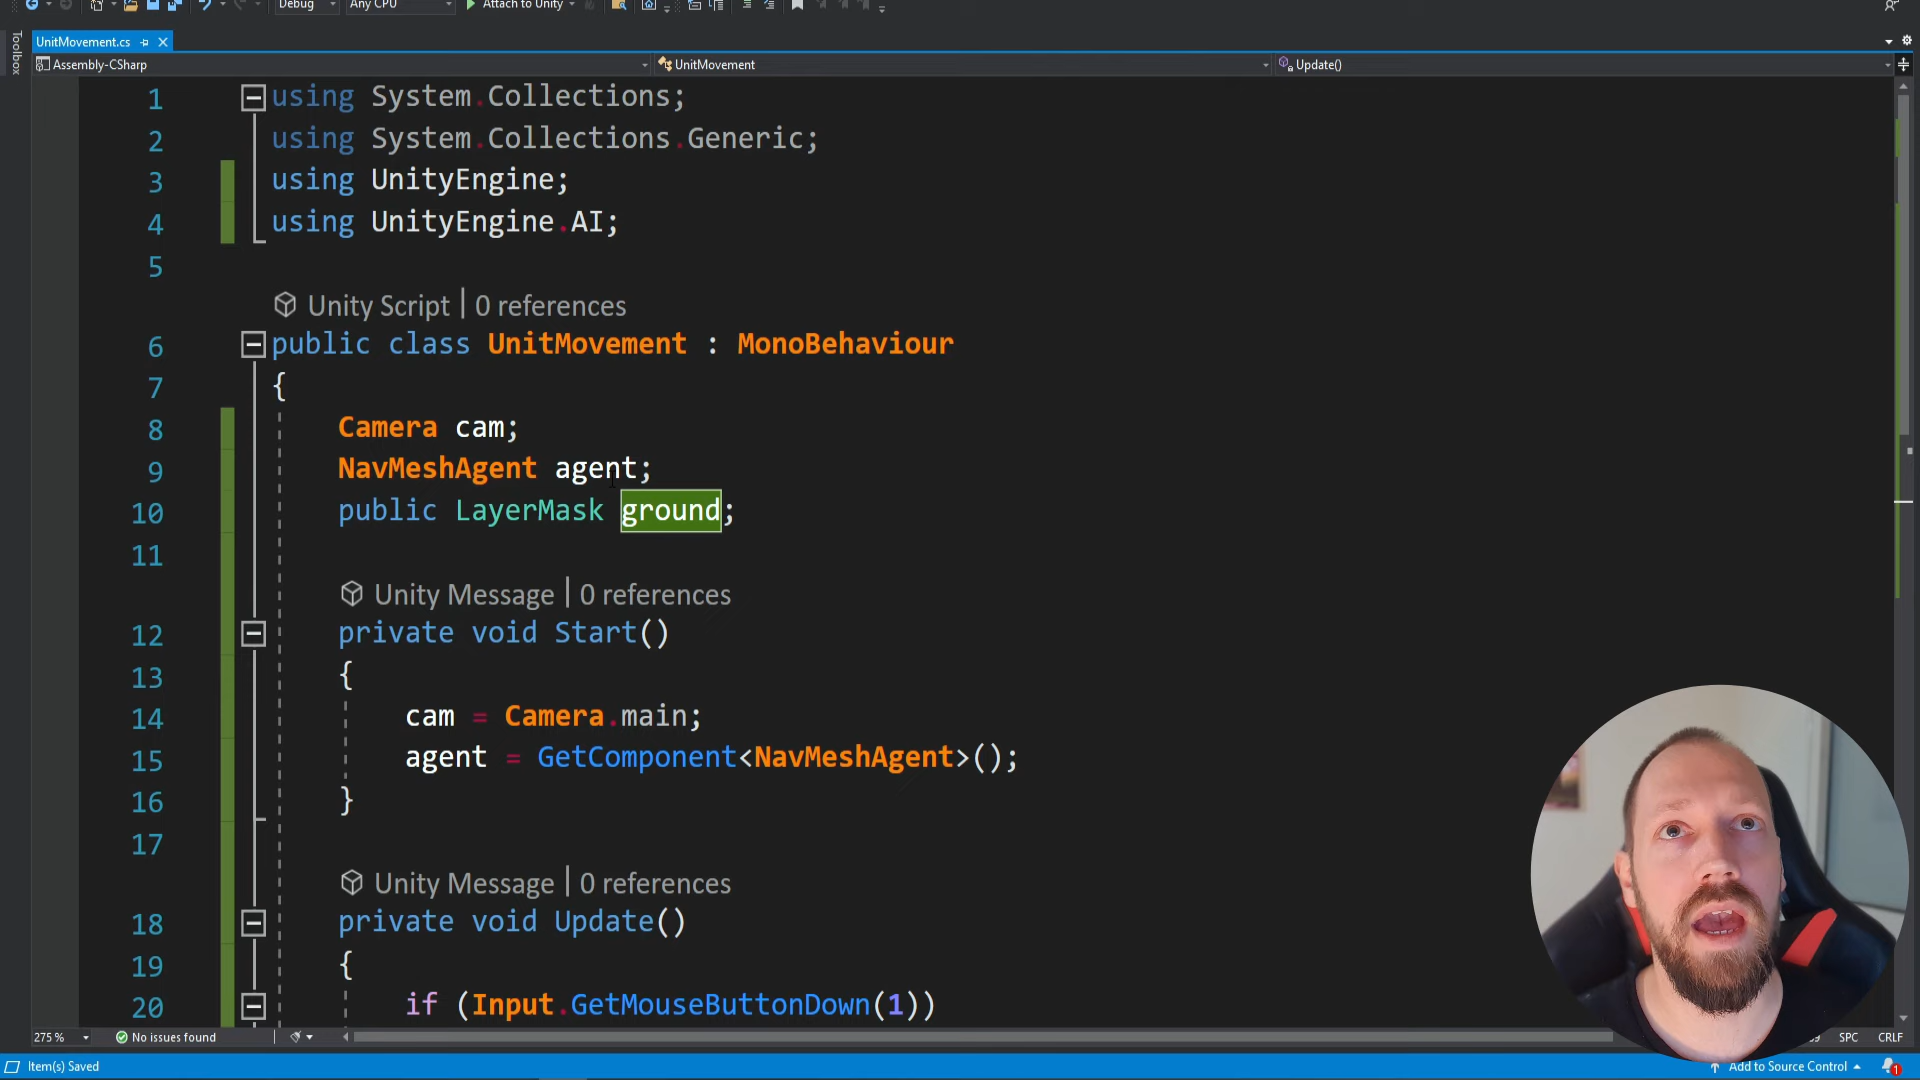 Debug
Any CPU
Attach to Unity
UnitMovement.cs
Toolbox
Assembly-CSharp
UnitMovement
Update()
1 using System.Collections;
2 using System.Collections.Generic;
3 using UnityEngine;
4 using UnityEngine.AI;
5
Unity Script | 0 references
6 public class UnitMovement : MonoBehaviour
7 {
8 Camera cam;
9 NavMeshAgent agent;
10 public LayerMask ground;
11
Unity Message | 0 references
12 private void Start()
13 {
14 cam = Camera.main;
15 agent = GetComponent<NavMeshAgent>();
16 }
17
Unity Message | 0 references
18 private void Update()
19 {
20 if (Input.GetMouseButtonDown(1))
275 %
No issues found
SPC
CRLF
Item(s) Saved
Add to Source Control
1